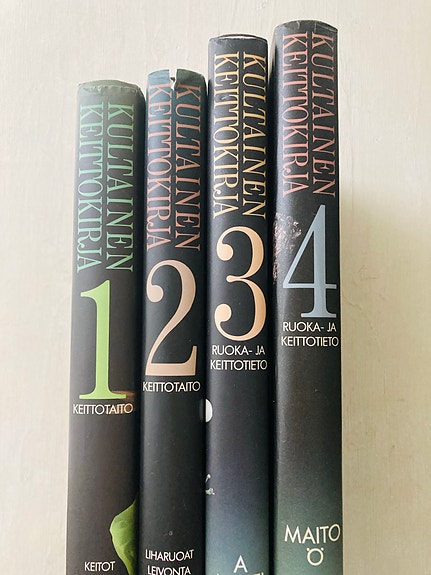 KULTAINEN
KEITTOKIRJA
1
KEITTOTAITO
KEITOT
KULTAINEN
KEITTOKIRJA
2
KEITTOTAITO
LIHARUOAT
LEIVONTA
KULTAINEN
KEITTOKIRJA
3
RUOKA- JA
KEITTOTIETO
A
KULTAINEN
KEITTOKIRJA
4
RUOKA- JA
KEITTOTIETO
MAITO
Ö